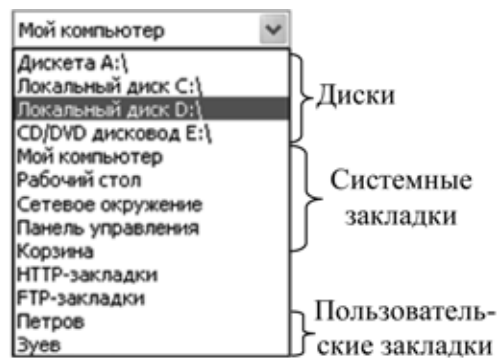 Мой компьютер
Дискета A:\
Локальный диск C:\
Локальный диск D:\
CD/DVD дисковод E:\
Мой компьютер
Рабочий стол
Сетевое окружение
Панель управления
Корзина
HTTP-закладки
FTP-закладки
Петров
Зуев
Диски
Системные
закладки
Пользователь-
ские закладки